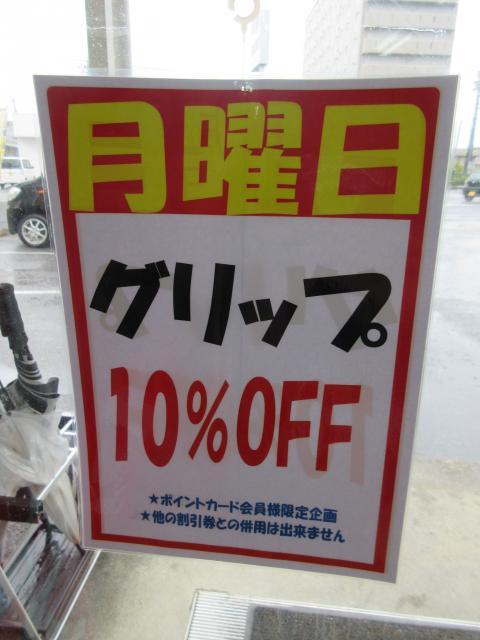 月曜日
グリップ
10%OFF
★ポイントカード会員様限定企画
★他の割引券との併用は出来ません